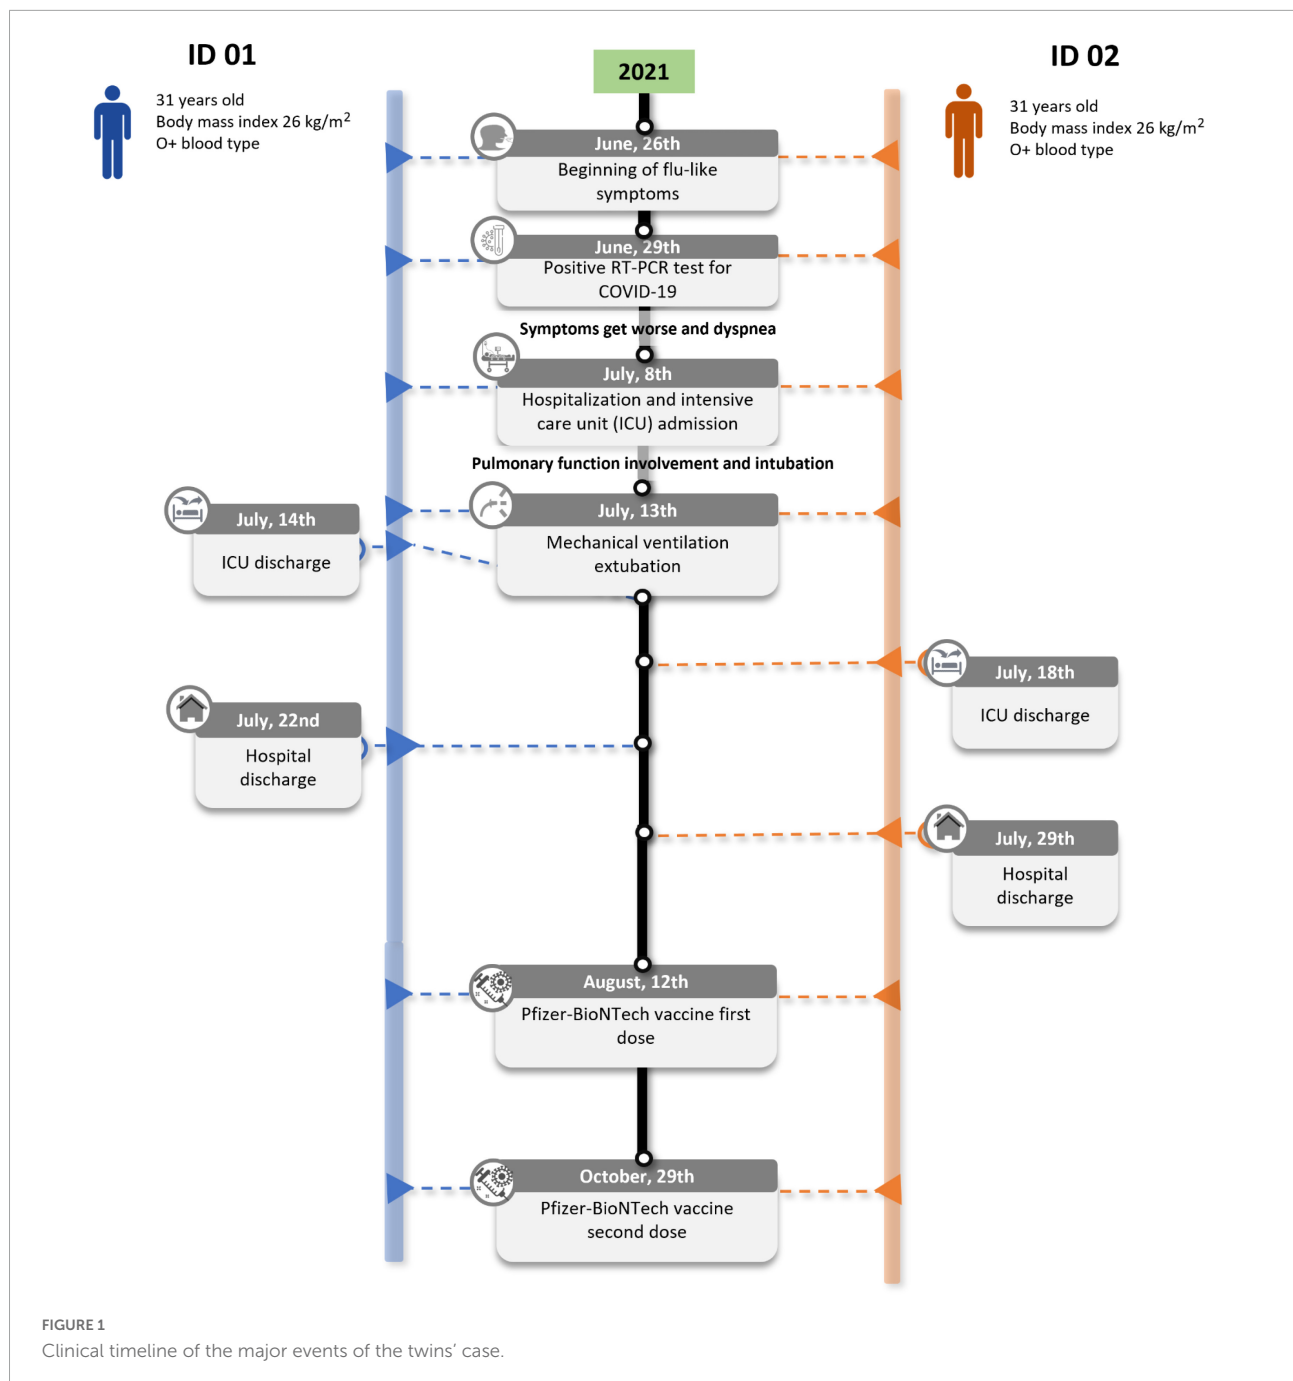 ID 01
31 years old
Body mass index 26 kg/m²
O+ blood type
2021
ID 02
31 years old
Body mass index 26 kg/m²
O+ blood type
June, 26th
Beginning of flu-like
symptoms
June, 29th
Positive RT-PCR test for
COVID-19
Symptoms get worse and dyspnea
July, 8th
Hospitalization and intensive
care unit (ICU) admission
Pulmonary function involvement and intubation
July, 13th
Mechanical ventilation
extubation
July, 14th
ICU discharge
July, 18th
ICU discharge
July, 22nd
Hospital
discharge
July, 29th
Hospital
discharge
August, 12th
Pfizer-BioNTech vaccine first
dose
October, 29th
Pfizer-BioNTech vaccine
second dose
FIGURE 1
Clinical timeline of the major events of the twins’ case.